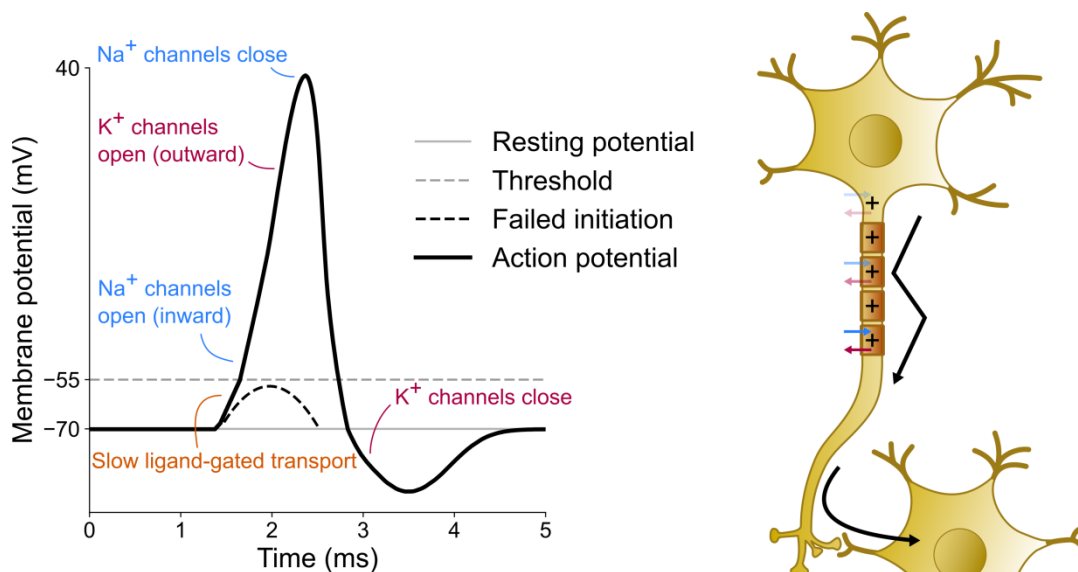 Na⁺ channels close
40
K⁺ channels
open (outward)
Resting potential
Threshold
Failed initiation
Action potential
Na⁺ channels
open (inward)
Membrane potential (mV)
−55
K⁺ channels close
−70
Slow ligand-gated transport
0
1
2
3
4
5
Time (ms)
+
+
+
+
+